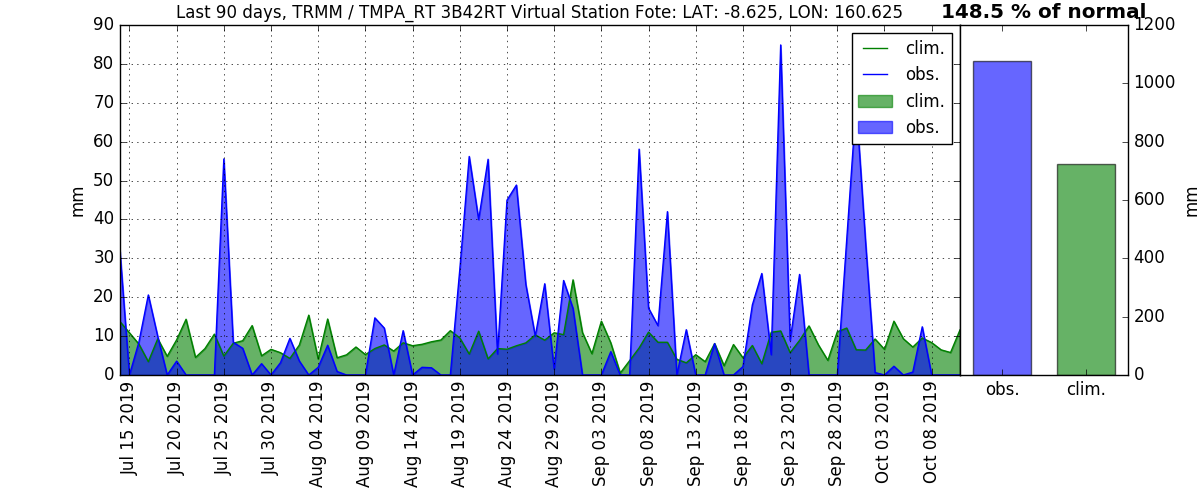 Last 90 days, TRMM / TMPA_RT 3B42RT Virtual Station Fote: LAT: -8.625, LON: 160.625
148.5 % of normal
90
80
70
60
50
40
30
20
10
0
mm
clim.
obs.
clim.
obs.
1200
1000
800
600
400
200
0
mm
Jul 15 2019
Jul 20 2019
Jul 25 2019
Jul 30 2019
Aug 04 2019
Aug 09 2019
Aug 14 2019
Aug 19 2019
Aug 24 2019
Aug 29 2019
Sep 03 2019
Sep 08 2019
Sep 13 2019
Sep 18 2019
Sep 23 2019
Sep 28 2019
Oct 03 2019
Oct 08 2019
obs.
clim.